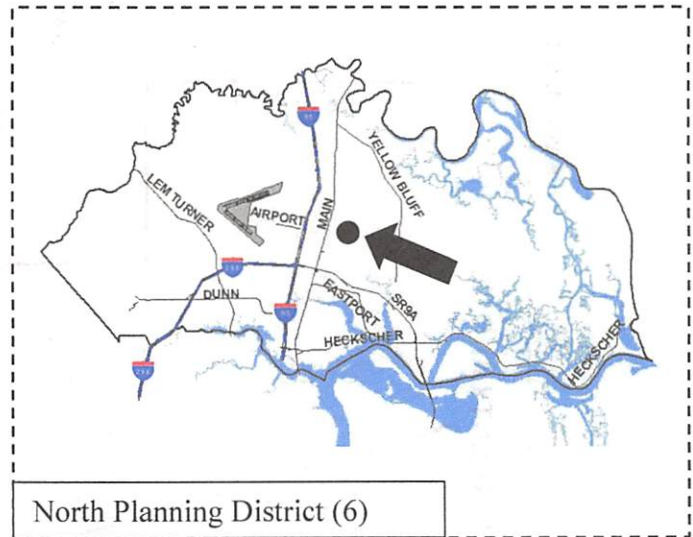 95
YELLOW BLUFF
LEM TURNER
AIRPORT
MAIN
295
DUNN
95
EASTPORT
SR9A
HECKSCHER
HECKSCHER
295
North Planning District (6)